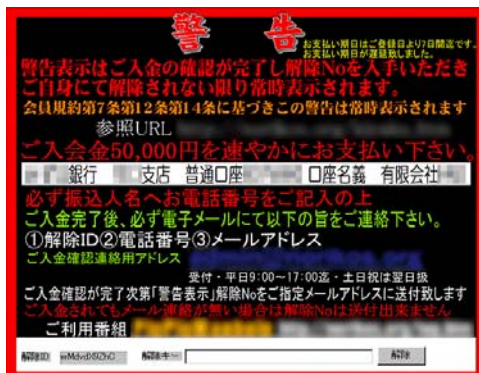 警告
お支払い期日はご登録日より7日間迄です。
お支払い期日が遅延致しました。
警告表示はご入金の確認が完了し解除Noを入手いただき
ご自身にて解除されない限り常時表示されます。
会員規約第7条第12条第14条に基づきこの警告は常時表示されます
参照URL
ご入会金50,000円を速やかにお支払い下さい。
銀行 支店 普通口座 口座名義 有限会社
必ず振込人名へお電話番号をご記入の上
ご入金完了後、必ず電子メールにて以下の旨をご連絡下さい。
①解除ID②電話番号③メールアドレス
ご入金確認連絡用アドレス
受付・平日9:00~17:00迄・土日祝は翌日扱
ご入金確認が完了次第「警告表示」解除Noをご指定メールアドレスに送付致します
ご入金されてもメール連絡が無い場合は解除Noは送付出来ません
ご利用番組
解除ID 解除キー 解除